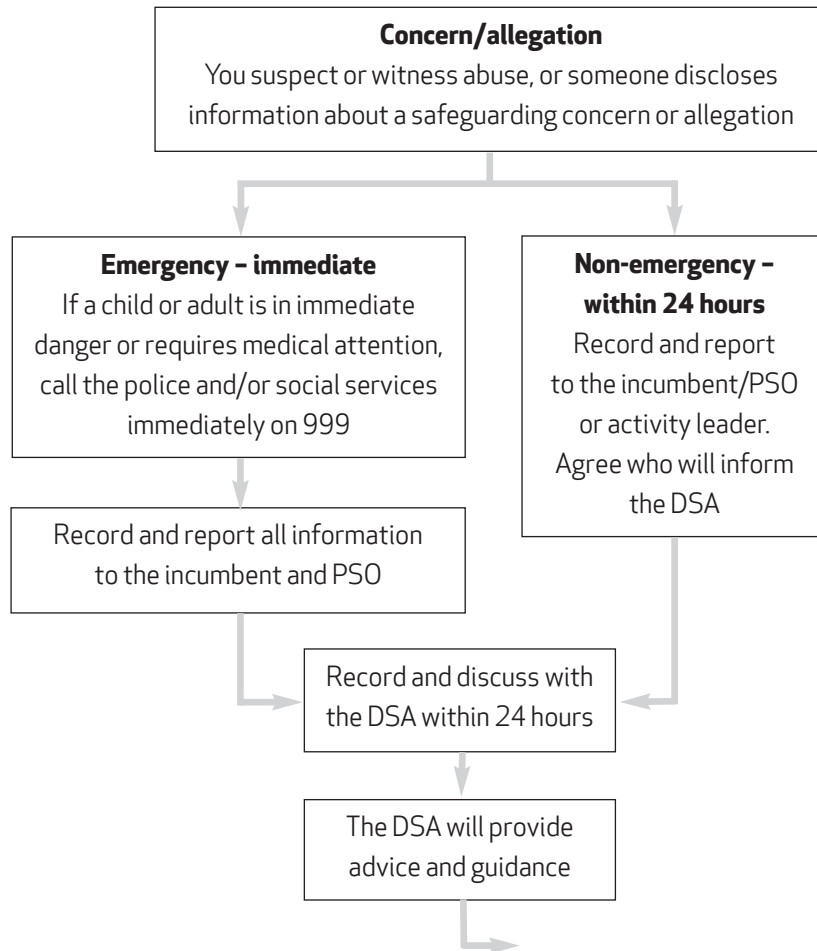 Concern/allegation
You suspect or witness abuse, or someone discloses
information about a safeguarding concern or allegation
Emergency – immediate
If a child or adult is in immediate
danger or requires medical attention,
call the police and/or social services
immediately on 999
Non-emergency –
within 24 hours
Record and report
to the incumbent/PSO
or activity leader.
Agree who will inform
the DSA
Record and report all information
to the incumbent and PSO
Record and discuss with
the DSA within 24 hours
The DSA will provide
advice and guidance